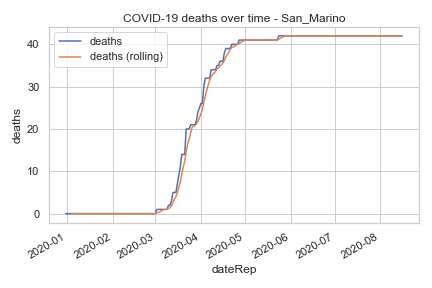 COVID-19 deaths over time - San_Marino
deaths
deaths (rolling)
deaths
40
30
20
10
0
2020-01
2020-02
2020-03
2020-04
2020-05
2020-06
2020-07
2020-08
dateRep